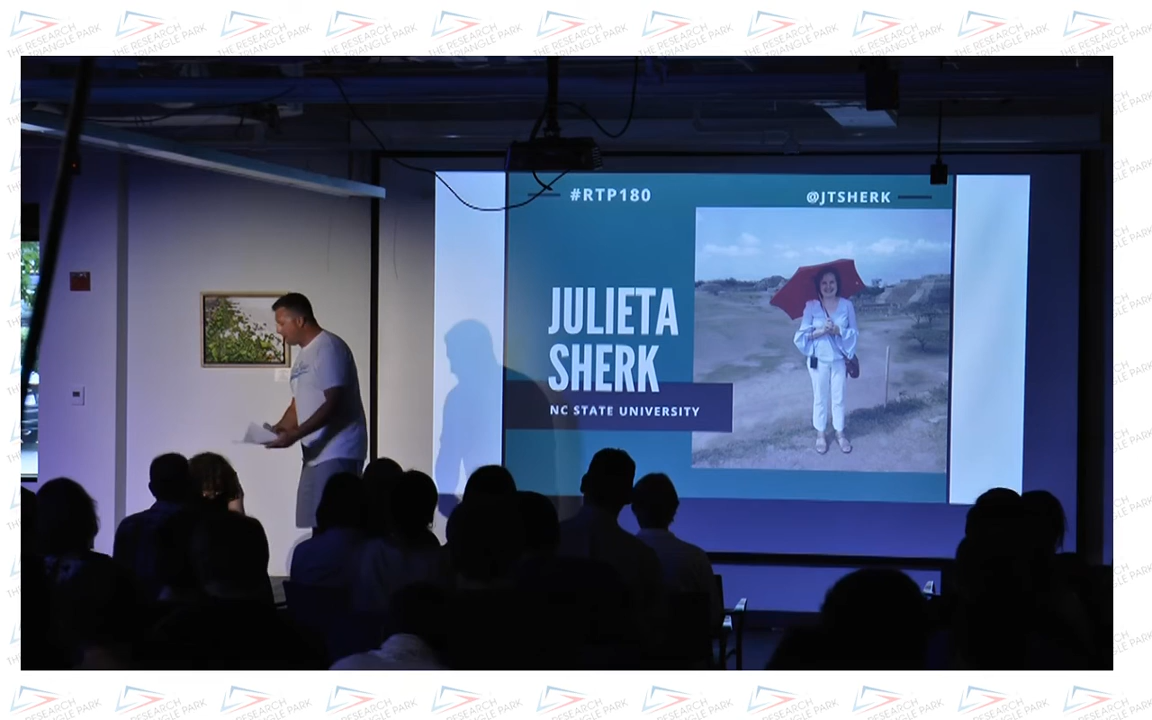 #RTP180
@JTSHERK
JULIETA
SHERK
NC STATE UNIVERSITY
THE RESEARCH
TRIANGLE PARK